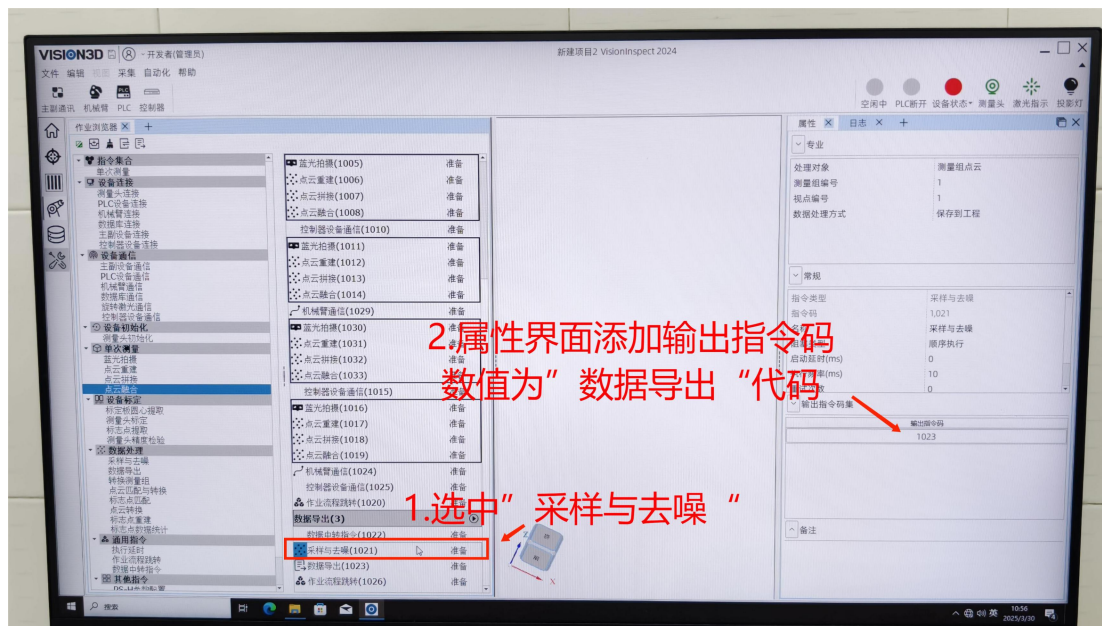 VISION3D
- 开发者(管理员)
新建项目2 VisionInspect 2024
文件 编辑 采集 自动化 帮助
主副通讯 机械臂 PLC 控制器
空闲中 PLC断开 设备状态 测量头 激光指示 投影灯
作业浏览器
指令集合
单次测量
设备连接
测量头连接
PLC设备连接
机械臂连接
数据库连接
主副设备连接
控制器设备连接
设备通信
主副设备通信
PLC设备通信
机械臂通信
数据库通信
旋转激光通信
控制器设备通信
设备初始化
测量头初始化
单次测量
蓝光拍摄
点云重建
点云拼接
点云融合
设备标定
标定板圆心提取
测量头标定
标志点提取
测量头精度检验
数据处理
采样与去噪
数据导出
转换测量组
点云匹配与转换
标志点匹配
点云转换
标志点重建
标志点数据统计
通用指令
执行延时
作业流程跳转
数据中转指令
其他指令
蓝光拍摄(1005) 准备
点云重建(1006) 准备
点云拼接(1007) 准备
点云融合(1008) 准备
控制器设备通信(1010) 准备
蓝光拍摄(1011) 准备
点云重建(1012) 准备
点云拼接(1013) 准备
点云融合(1014) 准备
机械臂通信(1029) 准备
蓝光拍摄(1030) 准备
点云重建(1031) 准备
点云拼接(1032) 准备
点云融合(1033) 准备
控制器设备通信(1015) 准备
蓝光拍摄(1016) 准备
点云重建(1017) 准备
点云拼接(1018) 准备
点云融合(1019) 准备
机械臂通信(1024) 准备
控制器设备通信(1025) 准备
作业流程跳转(1020) 准备
数据导出(3)
数据中转指令(1022) 准备
采样与去噪(1021) 准备
数据导出(1023) 准备
作业流程跳转(1026) 准备
2.属性界面添加输出指令码
数值为”数据导出“代码
1.选中”采样与去噪“
Z
X
属性 日志
专业
处理对象 测量组点云
测量组编号 1
视点编号 1
数据处理方式 保存到工程
常规
指令类型 采样与去噪
指令码 1,021
采样与去噪
顺序执行
启动延时(ms) 0
(ms) 10
0
输出指令码集
输出指令码
1023
备注
搜索
英
10:56
2025/3/30